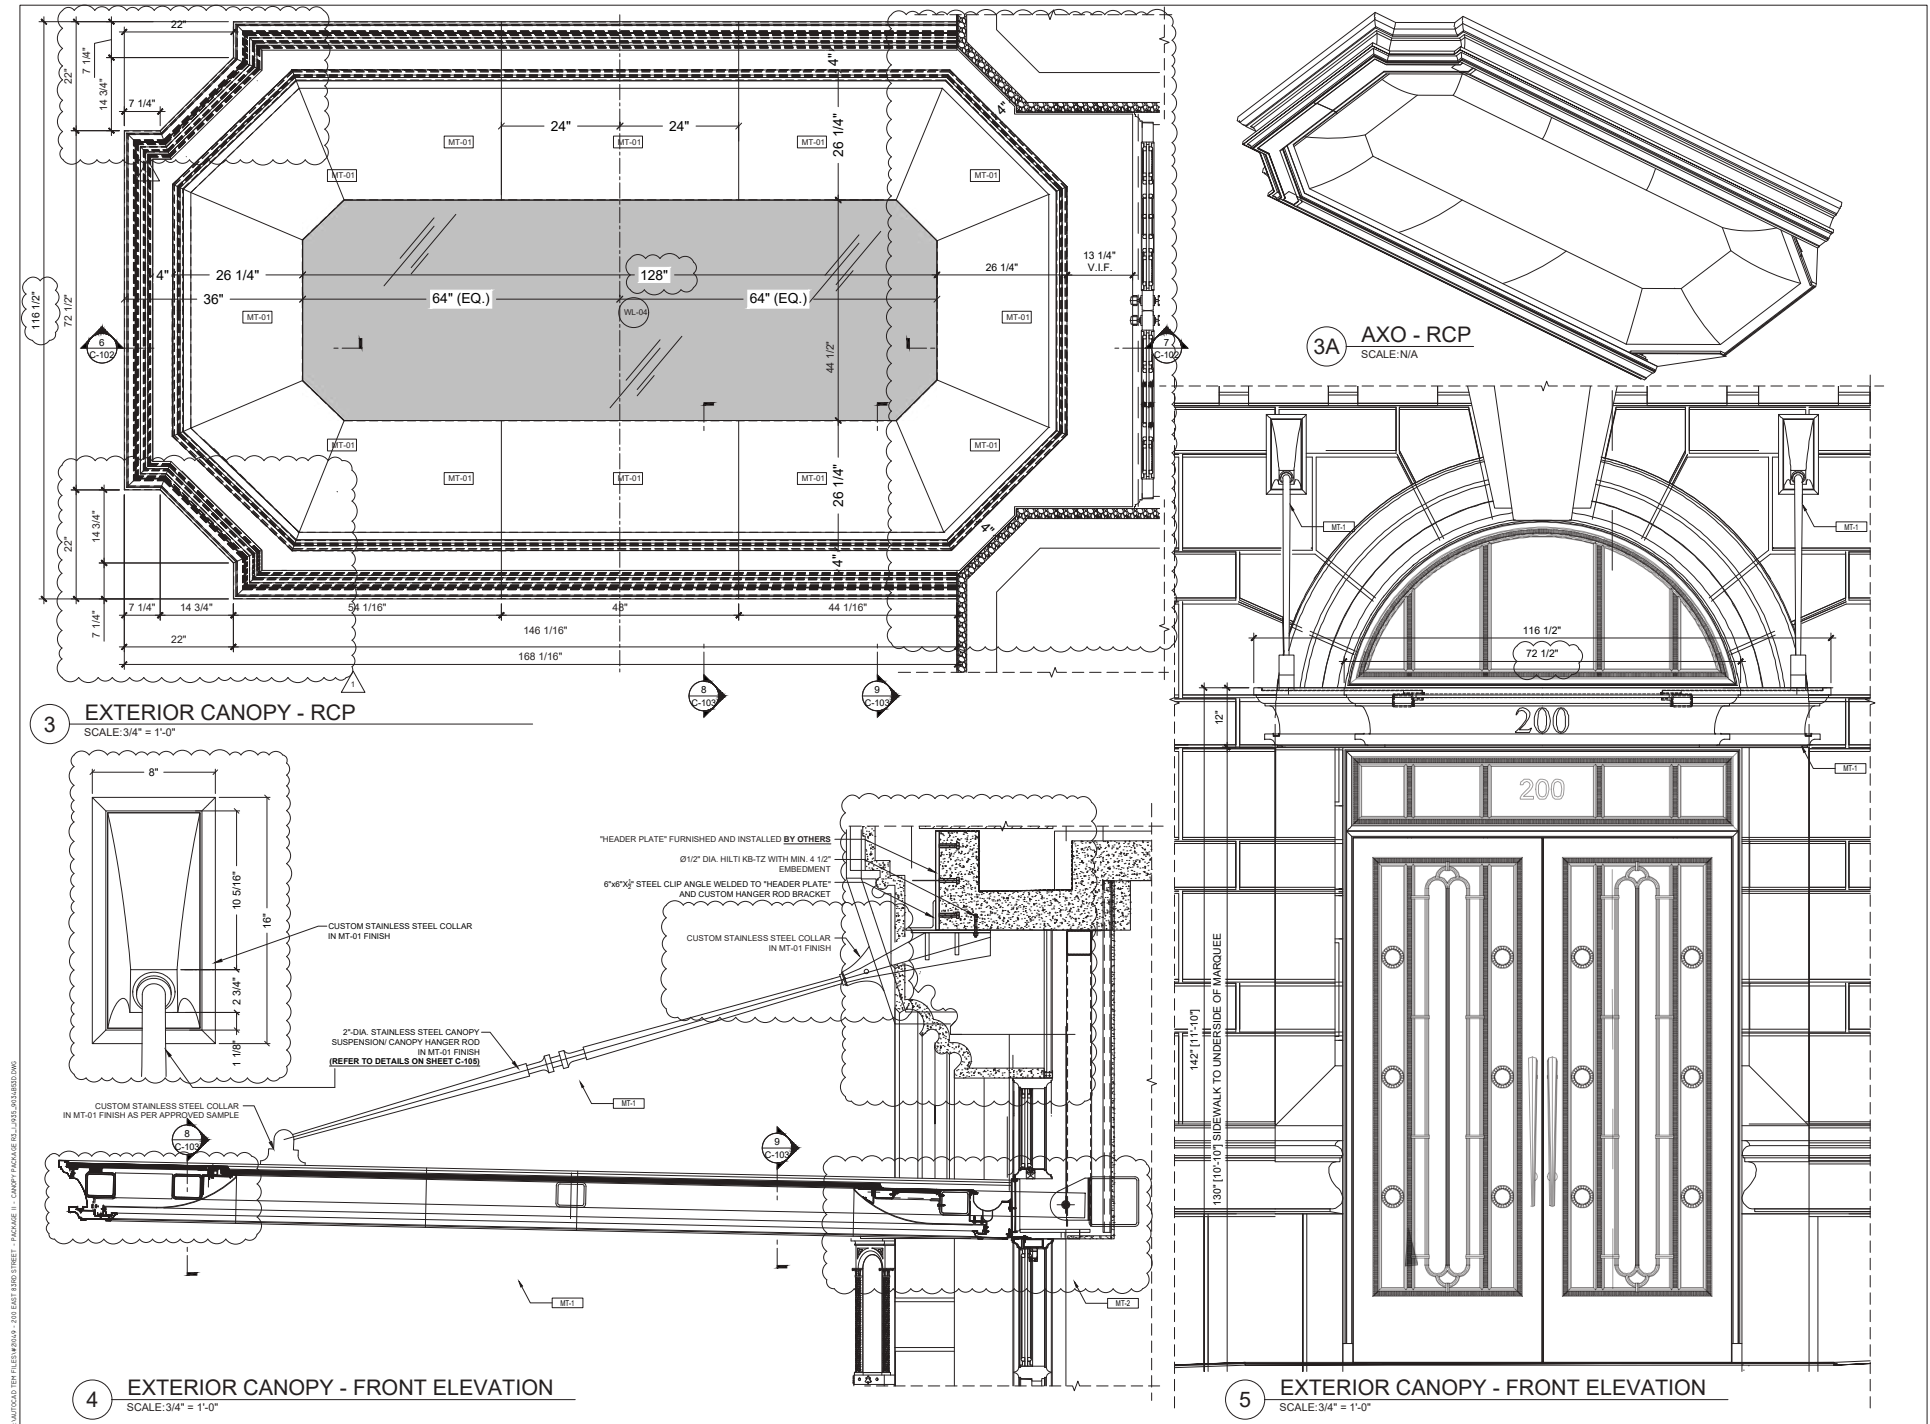 22"
7 1/4"
22"
14 3/4"
7 1/4"
4"
4"
24"
24"
26 1/4"
MT-01
MT-01
MT-01
MT-01
MT-01
4"
26 1/4"
128"
26 1/4"
13 1/4"
V.I.F.
36"
64" (EQ.)
64" (EQ.)
WL-04
MT-01
MT-01
116 1/2"
72 1/2"
44 1/2"
6
C-102
7
C-102
MT-01
MT-01
MT-01
MT-01
MT-01
26 1/4"
4"
4"
22"
14 3/4"
7 1/4"
7 1/4"
14 3/4"
54 1/16"
48"
44 1/16"
146 1/16"
22"
168 1/16"
1
8
C-103
9
C-103
3
EXTERIOR CANOPY - RCP
SCALE:3/4" = 1'-0"
3A
AXO - RCP
SCALE:N/A
8"
10 5/16"
16"
2 3/4"
1 1/8"
CUSTOM STAINLESS STEEL COLLAR
IN MT-01 FINISH
"HEADER PLATE" FURNISHED AND INSTALLED BY OTHERS
Ø1/2" DIA. HILTI KB-TZ WITH MIN. 4 1/2"
EMBEDMENT
STEEL CLIP ANGLE WELDED TO "HEADER PLATE"
AND CUSTOM HANGER ROD BRACKET
CUSTOM STAINLESS STEEL COLLAR
IN MT-01 FINISH
2"-DIA. STAINLESS STEEL CANOPY
SUSPENSION/ CANOPY HANGER ROD
IN MT-01 FINISH
(REFER TO DETAILS ON SHEET C-105)
CUSTOM STAINLESS STEEL COLLAR
IN MT-01 FINISH AS PER APPROVED SAMPLE
MT-1
8
C-103
9
C-103
MT-1
MT-2
4
EXTERIOR CANOPY - FRONT ELEVATION
SCALE:3/4" = 1'-0"
MT-1
MT-1
116 1/2"
72 1/2"
12"
200
MT-1
200
142" [11'-10"]
130" [10'-10"] SIDEWALK TO UNDERSIDE OF MARQUEE
5
EXTERIOR CANOPY - FRONT ELEVATION
SCALE:3/4" = 1'-0"